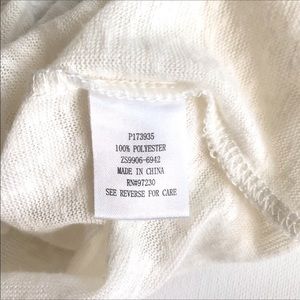 P173935
100% POLYESTER
ZS9906-6942
MADE IN CHINA
RN#97230
SEE REVERSE FOR CARE